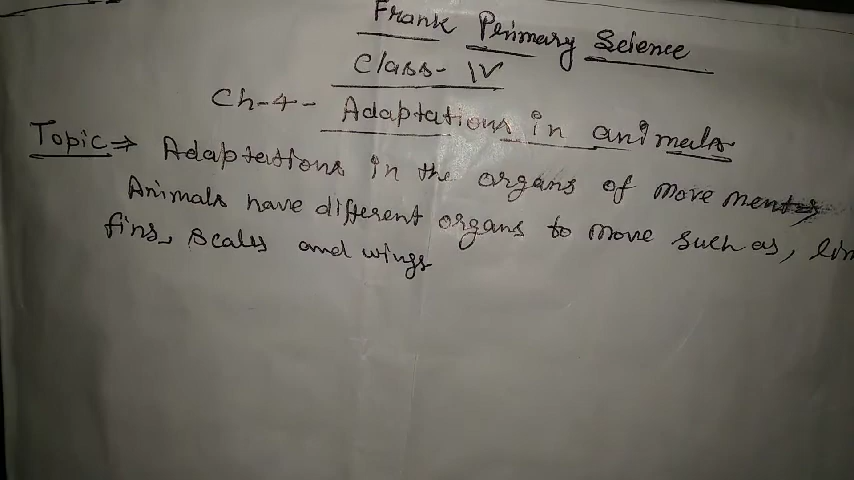 Frank Primary Science
Class- IV
Ch-4- Adaptations in animals
Topic⇒ Adaptations in the organs of movement
Animals have different organs to move such as,
fins, scales and wings